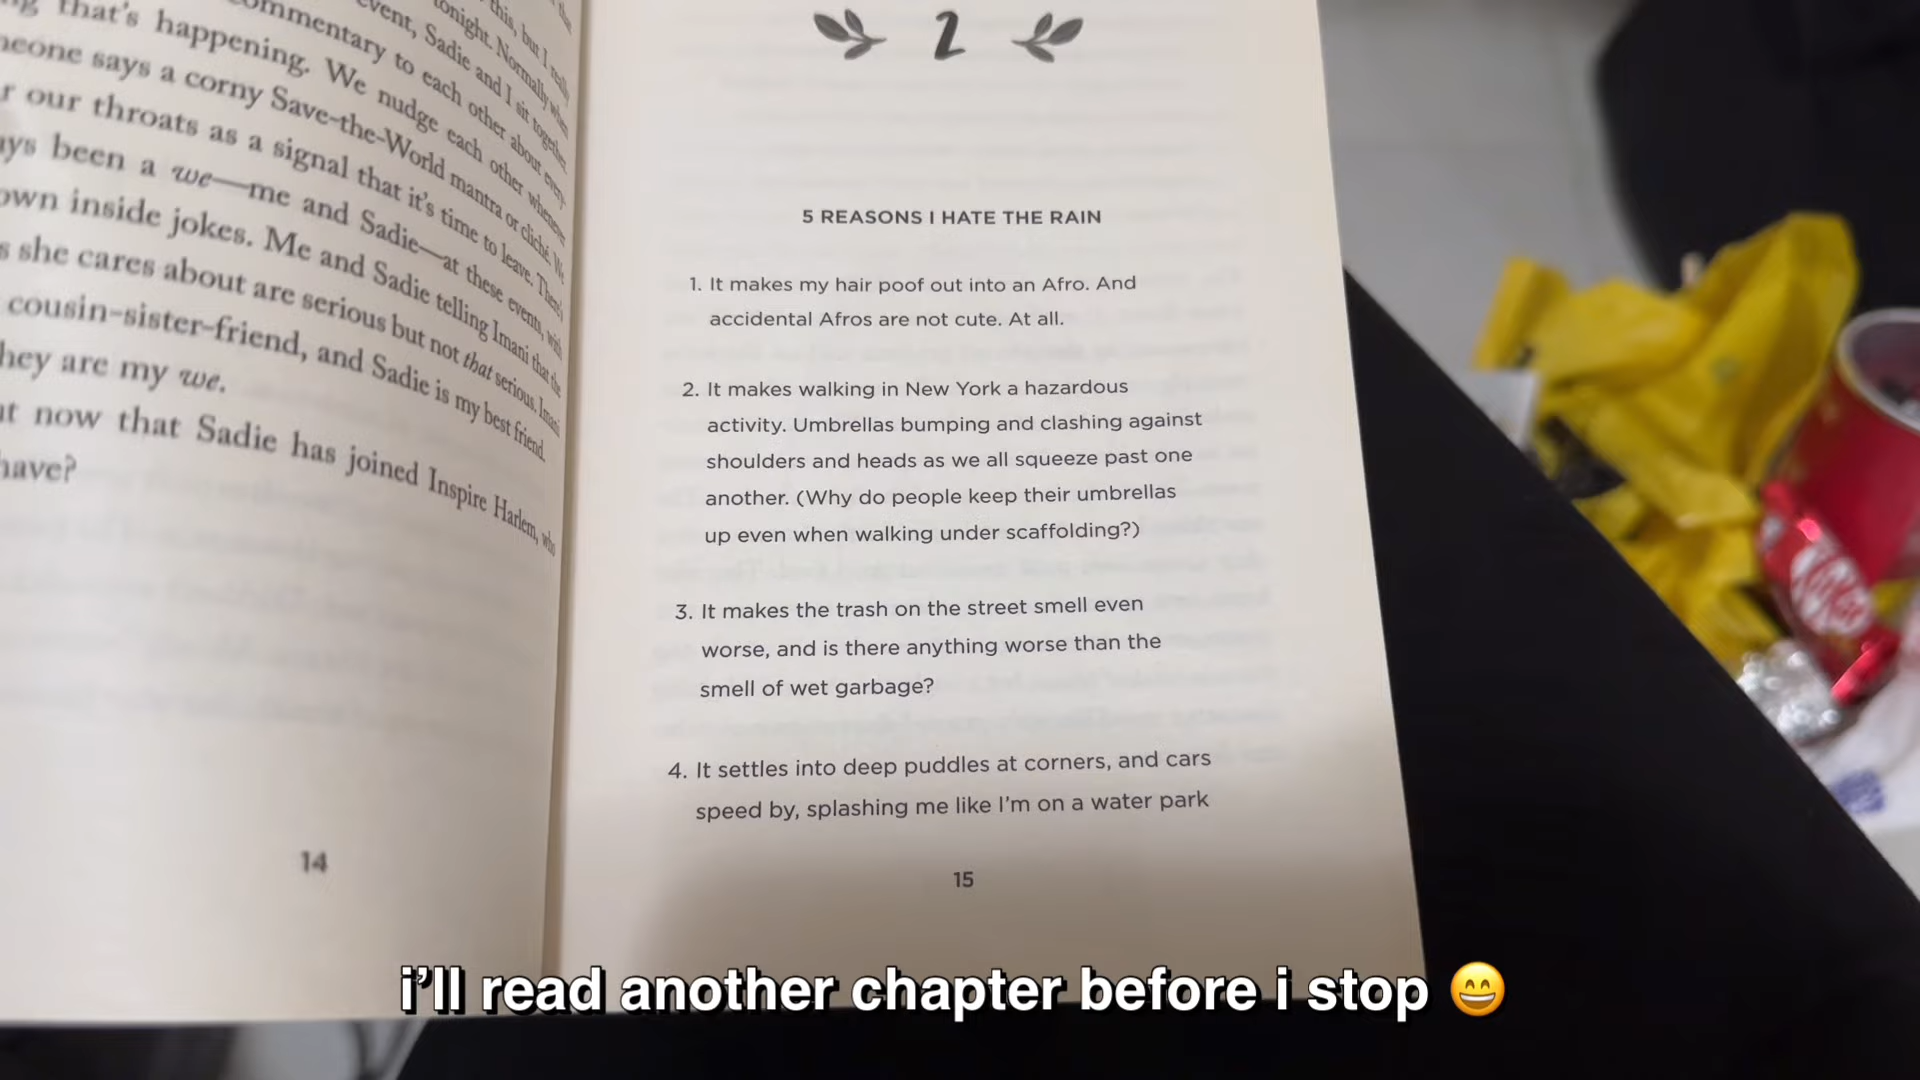 that's happening. We nudge each other whenever
someone says a corny Save-the-World mantra or cliché. We
our throats as a signal that it's time to leave. There's
been a we—me and Sadie—at these events, with
own inside jokes. Me and Sadie telling Imani that the
she cares about are serious but not that serious. Imani
cousin-sister-friend, and Sadie is my best friend.
They are my we.
now that Sadie has joined Inspire Harlem, who
have?
14
2
5 REASONS I HATE THE RAIN
1. It makes my hair poof out into an Afro. And
accidental Afros are not cute. At all.
2. It makes walking in New York a hazardous
activity. Umbrellas bumping and clashing against
shoulders and heads as we all squeeze past one
another. (Why do people keep their umbrellas
up even when walking under scaffolding?)
3. It makes the trash on the street smell even
worse, and is there anything worse than the
smell of wet garbage?
4. It settles into deep puddles at corners, and cars
speed by, splashing me like I'm on a water park
15
KitKat
i'll read another chapter before i stop 😄